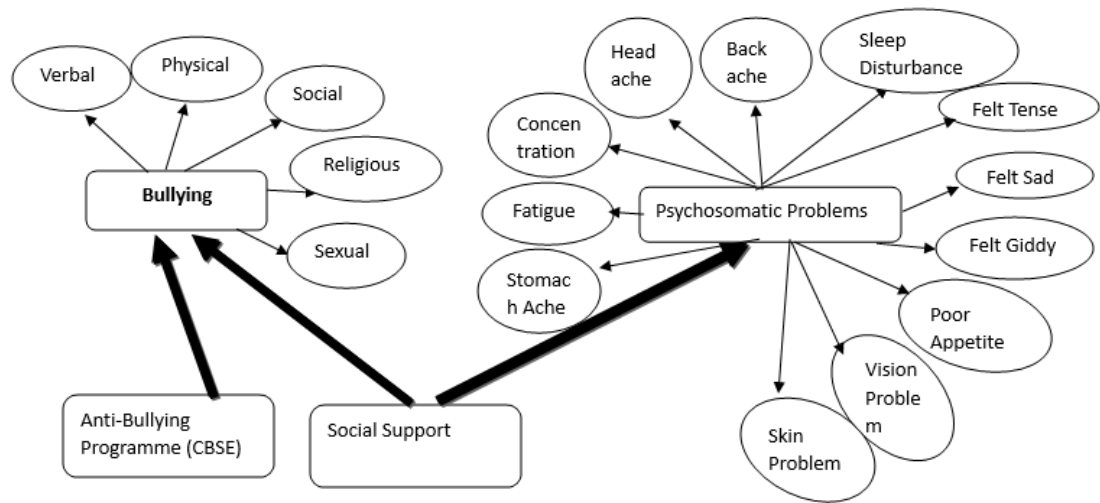 Verbal
Physical
Social
Religious
Sexual
Bullying
Anti-Bullying
Programme (CBSE)
Social Support
Head
ache
Back
ache
Sleep
Disturbance
Felt Tense
Concen
tration
Felt Sad
Fatigue
Psychosomatic Problems
Felt Giddy
Stomac
h Ache
Poor
Appetite
Vision
Proble
m
Skin
Problem